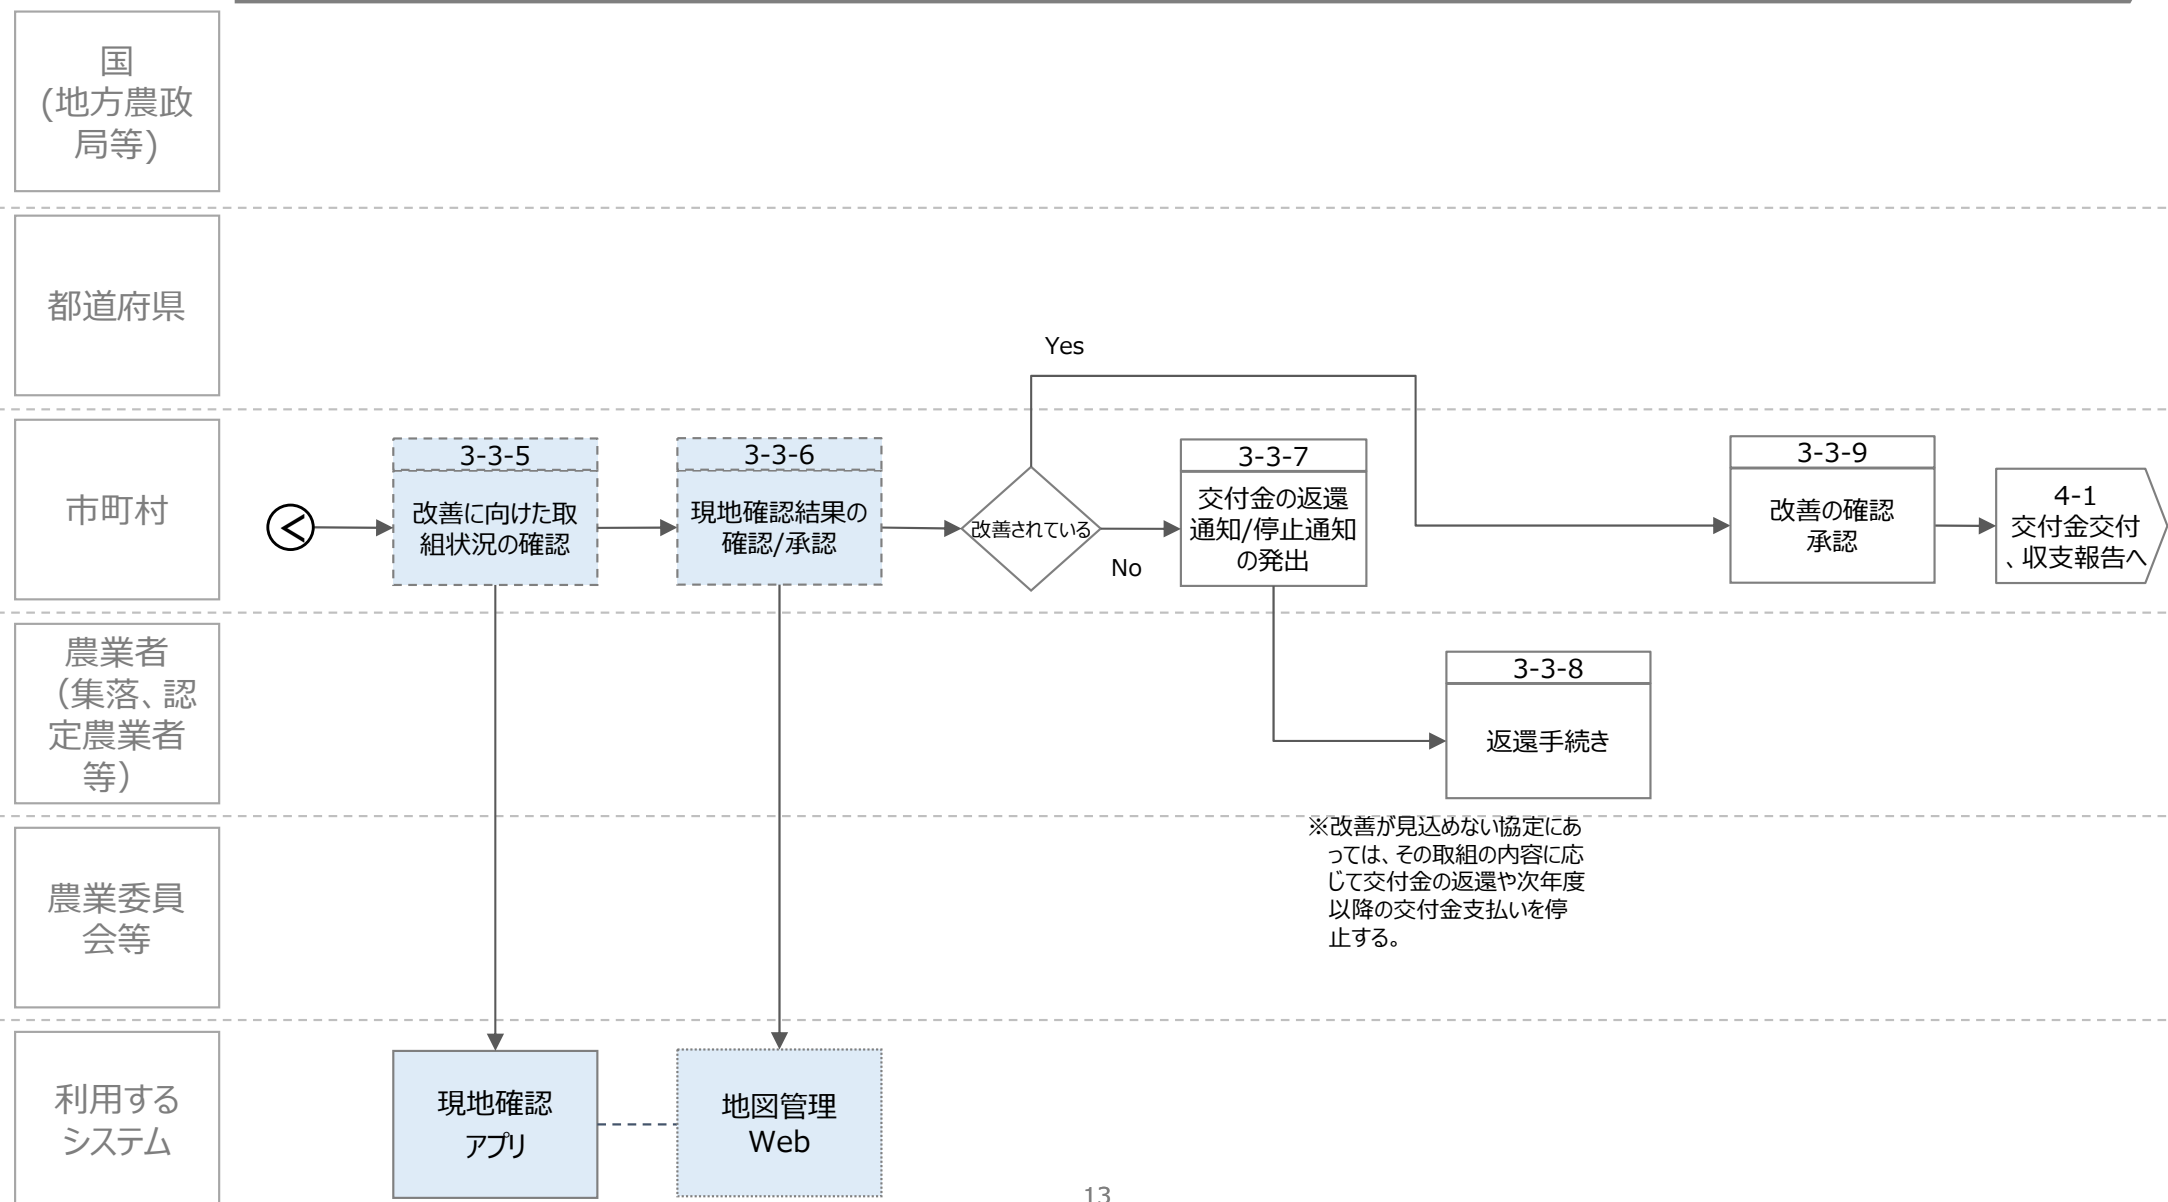 国
(地方農政
局等)
都道府県
Yes
市町村
<
3-3-5
改善に向けた取
組状況の確認
3-3-6
現地確認結果の
確認/承認
改善されている
No
3-3-7
交付金の返還
通知/停止通知
の発出
3-3-9
改善の確認
承認
4-1
交付金交付
、収支報告へ
農業者
（集落、認
定農業者
等）
3-3-8
返還手続き
※改善が見込めない協定にあ
っては、その取組の内容に応
じて交付金の返還や次年度
以降の交付金支払いを停
止する。
農業委員
会等
利用する
システム
現地確認
アプリ
地図管理
Web
13